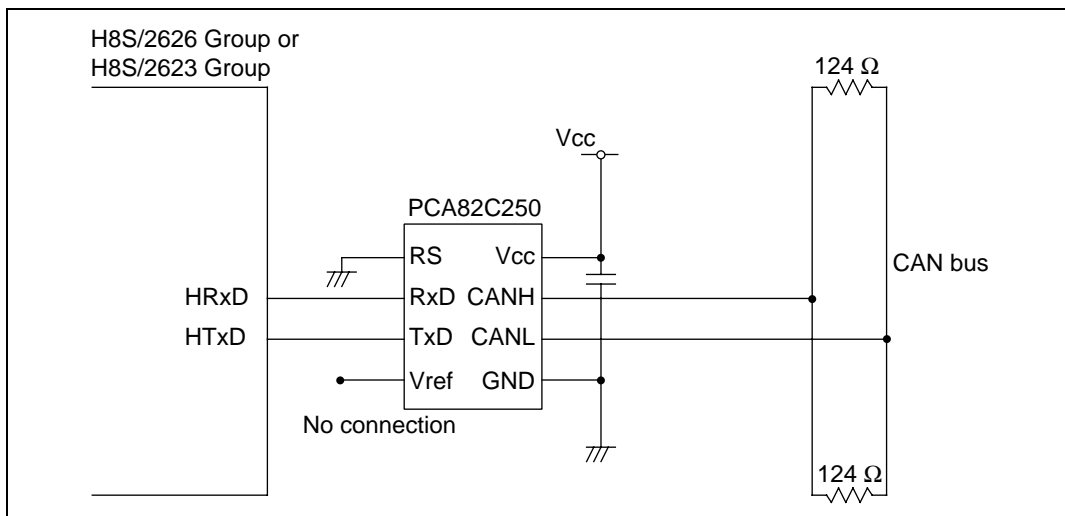 H8S/2626 Group or
H8S/2623 Group
124 Ω
Vcc
PCA82C250
RS Vcc
CAN bus
HRxD RxD CANH
HTxD TxD CANL
Vref GND
No connection
124 Ω